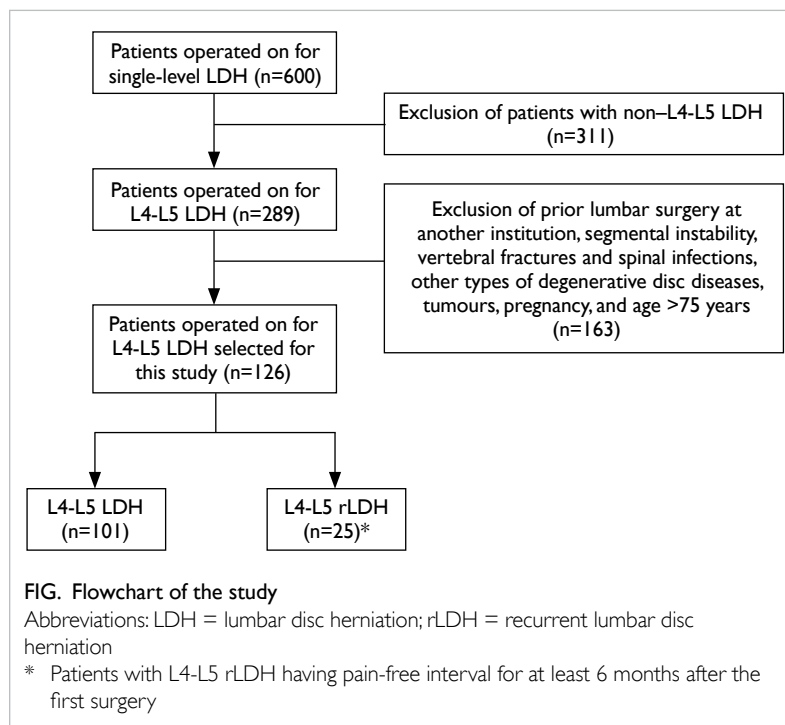 Patients operated on for
single-level LDH (n=600)
Exclusion of patients with non–L4-L5 LDH
(n=311)
Patients operated on for
L4-L5 LDH (n=289)
Exclusion of prior lumbar surgery at
another institution, segmental instability,
vertebral fractures and spinal infections,
other types of degenerative disc diseases,
tumours, pregnancy, and age >75 years
(n=163)
Patients operated on for
L4-L5 LDH selected for
this study (n=126)
L4-L5 LDH
(n=101)
L4-L5 rLDH
(n=25)*
FIG. Flowchart of the study
Abbreviations: LDH = lumbar disc herniation; rLDH = recurrent lumbar disc
herniation
* Patients with L4-L5 rLDH having pain-free interval for at least 6 months after the
first surgery